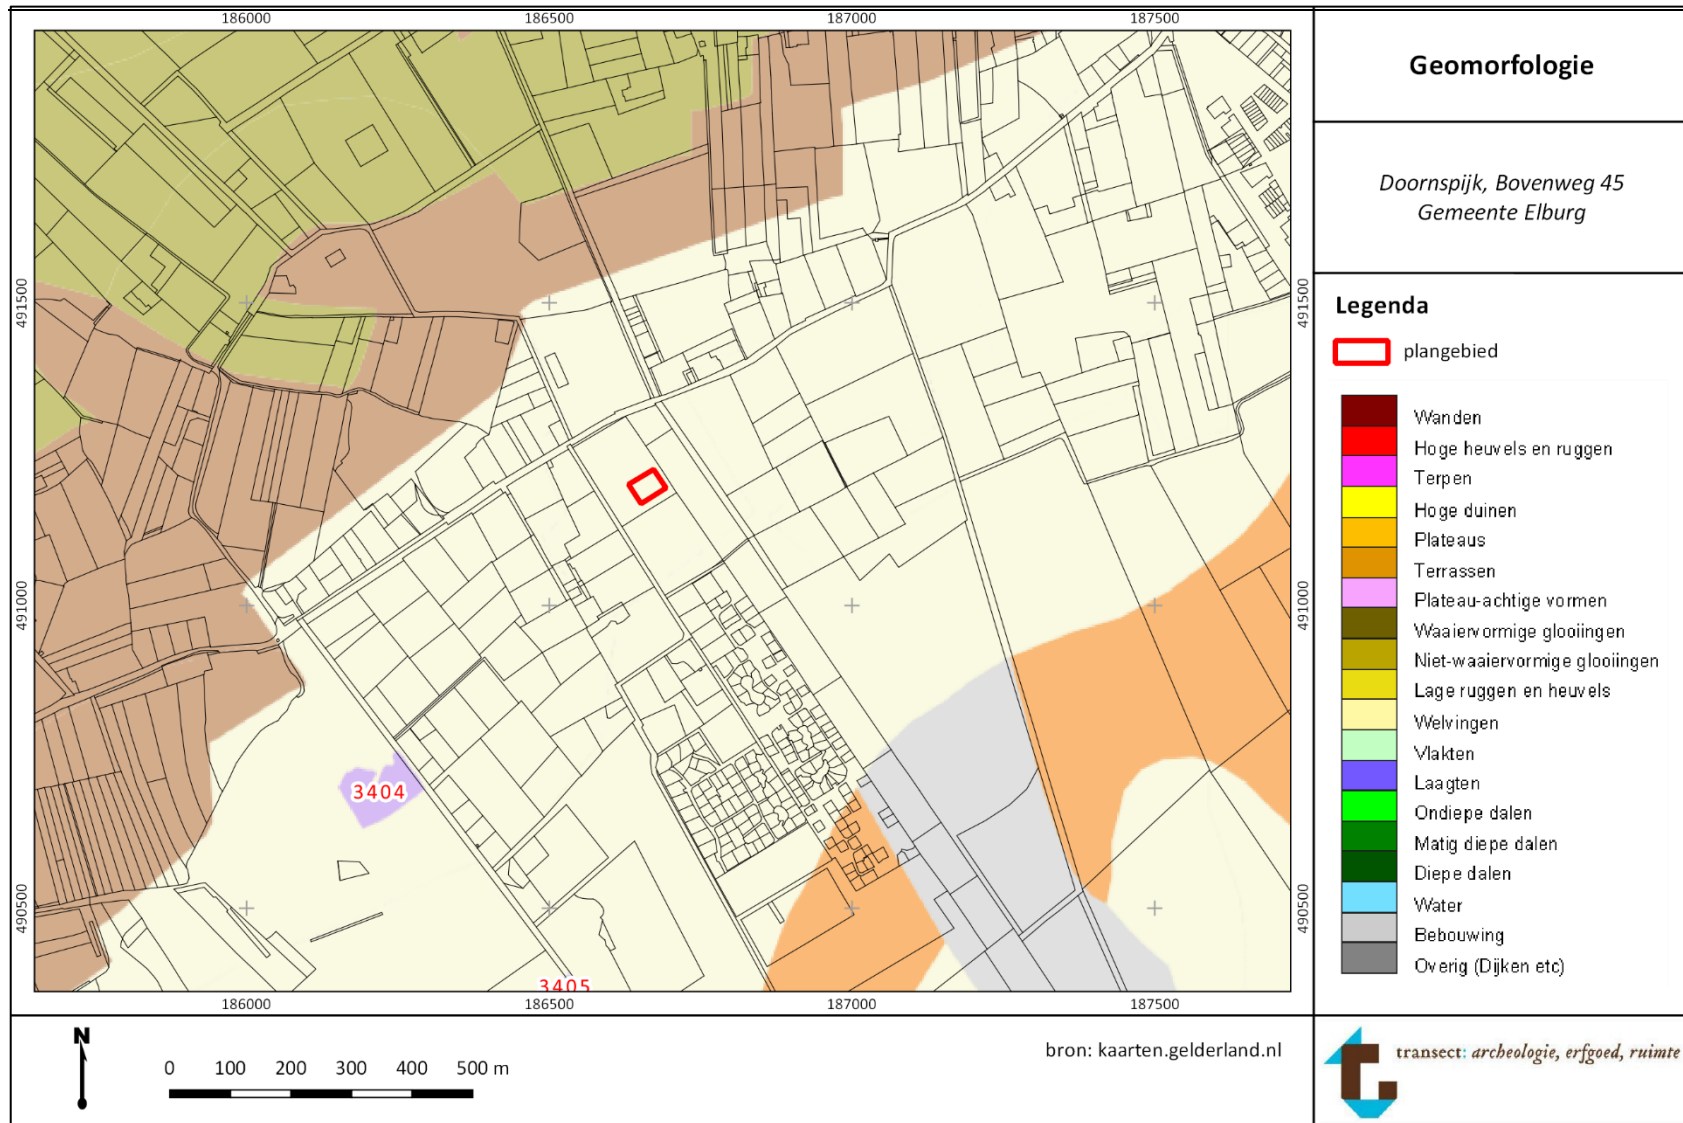 186000 186500 187000 187500
Geomorfologie
Doornspijk, Bovenweg 45
Gemeente Elburg
491500 491500
Legenda
plangebied
Wanden
Hoge heuvels en ruggen
Terpen
Hoge duinen
Plateaus
Terrassen
Plateau-achtige vormen
Waaiervormige glooiingen
Niet-waaiervormige glooiingen
Lage ruggen en heuvels
Welvingen
Vlakten
Laagten
Ondiepe dalen
Matig diepe dalen
Diepe dalen
Water
Bebouwing
Overig (Dijken etc)
491000 491000
3404
490500 490500
3405
186000 186500 187000 187500
N
0 100 200 300 400 500 m
bron: kaarten.gelderland.nl
transect: archeologie, erfgoed, ruimte